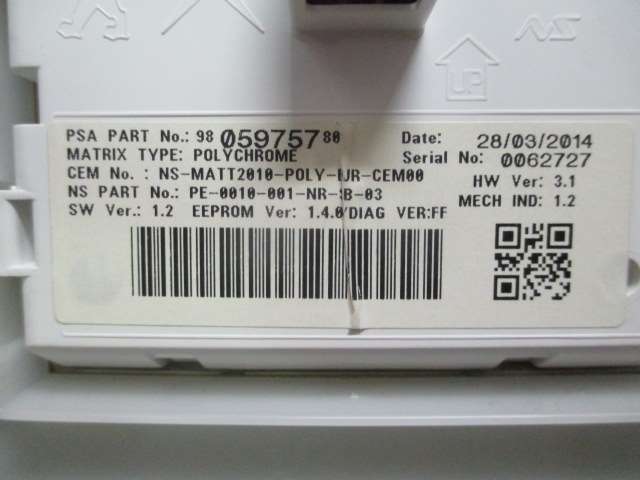 UP
PSA PART No.: 98 059757 80 Date: 28/03/2014
MATRIX TYPE: POLYCHROME Serial No: 0062727
CEM No.: NS-MATT2010-POLY- -CEM00 HW Ver: 3.1
NS PART No.: PE-0010-001-NR- -03 MECH IND: 1.2
SW Ver.: 1.2 EEPROM Ver: 1.4.0/DIAG VER:FF